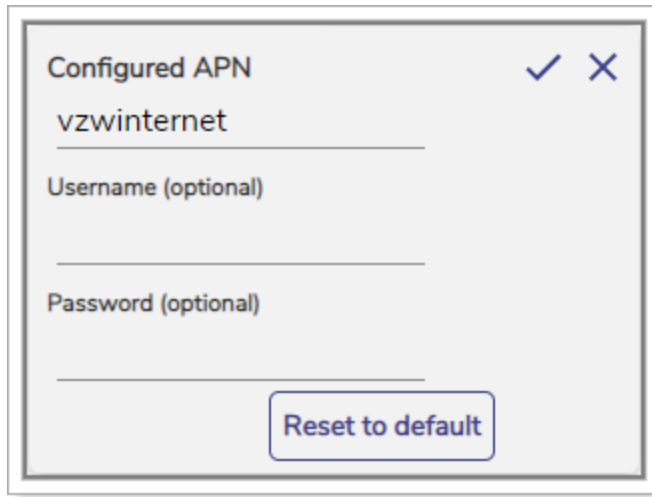 Configured APN
vzwinternet
Username (optional)
Password (optional)
Reset to default